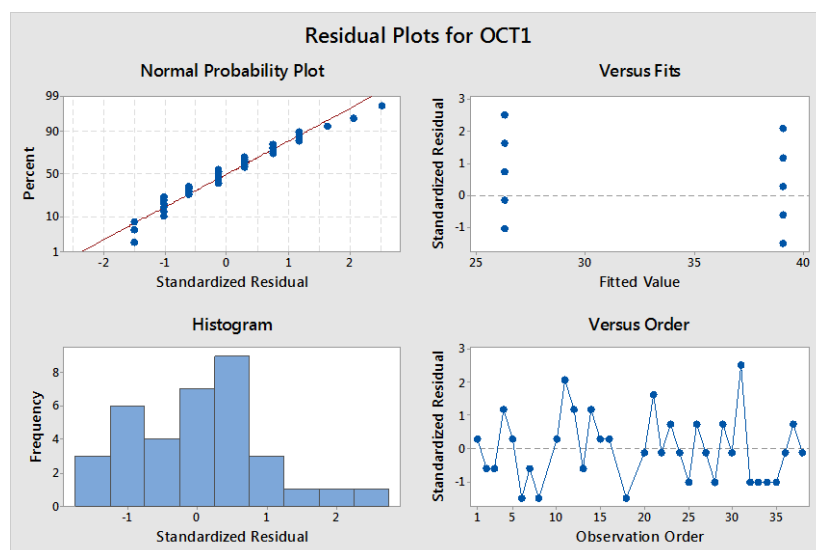 Residual Plots for OCT1
Normal Probability Plot
99
90
50
10
1
Percent
-2 -1 0 1 2
Standardized Residual
Versus Fits
3
2
1
0
-1
Standardized Residual
25 30 35 40
Fitted Value
Histogram
8
6
4
2
0
Frequency
-1 0 1 2
Standardized Residual
Versus Order
3
2
1
0
-1
Standardized Residual
1 5 10 15 20 25 30 35
Observation Order